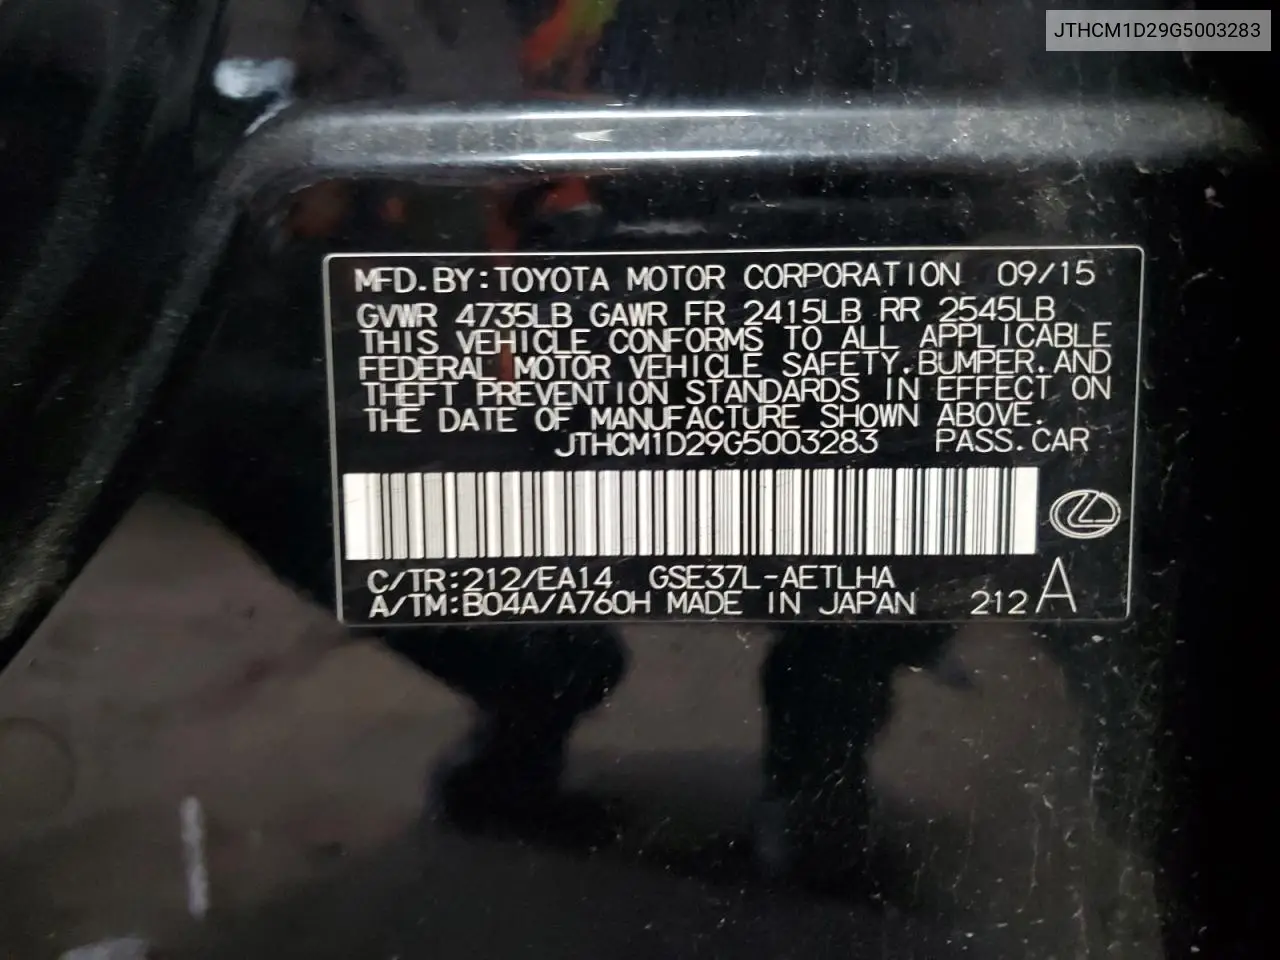 JTHCM1D29G5003283
MFD.BY:TOYOTA MOTOR CORPORATION 09/15
GVWR 4735LB GAWR FR 2415LB RR 2545LB
THIS VEHICLE CONFORMS TO ALL APPLICABLE
FEDERAL MOTOR VEHICLE SAFETY,BUMPER,AND
THEFT PREVENTION STANDARDS IN EFFECT ON
THE DATE OF MANUFACTURE SHOWN ABOVE.
JTHCM1D29G5003283 PASS.CAR
C/TR:212/EA14 GSE37L-AETLHA
A/TM:B04A/A760H MADE IN JAPAN 212 A